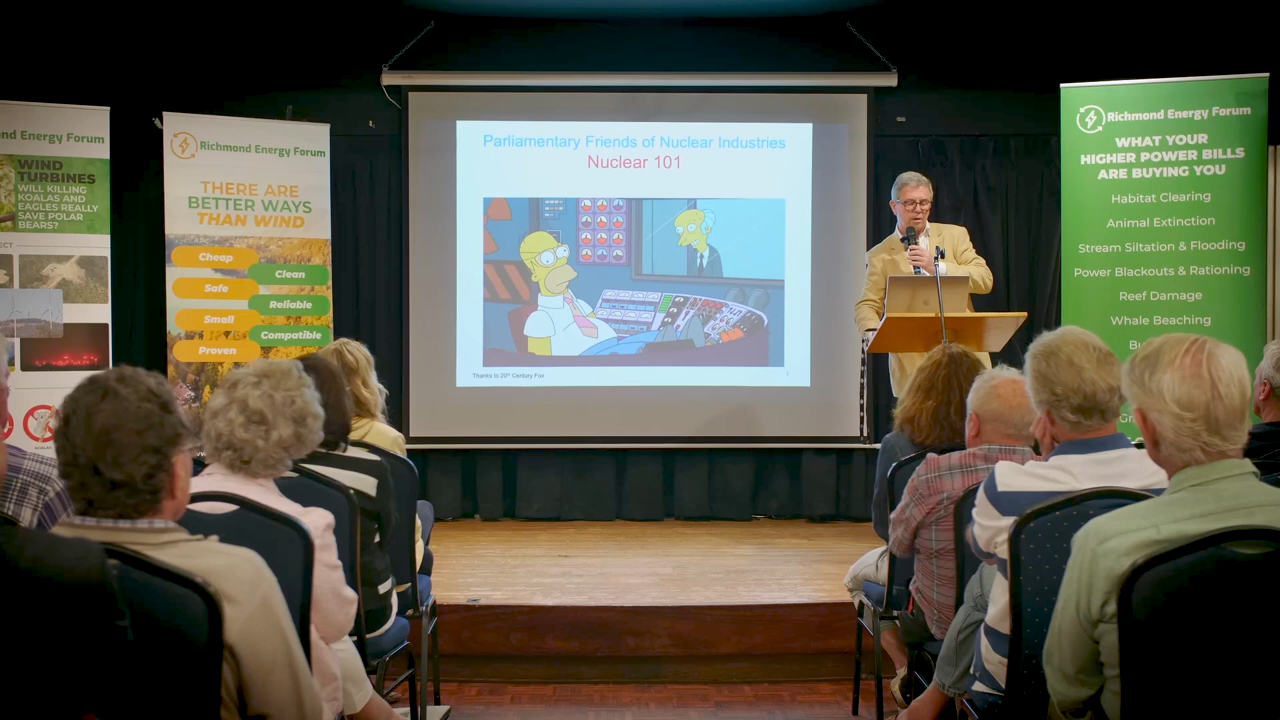 nd Energy Forum
WIND
TURBINES
WILL KILLING
KOALAS AND
EAGLES REALLY
SAVE POLAR
BEARS?
Richmond Energy Forum
THERE ARE
BETTER WAYS
THAN WIND
Cheap
Clean
Safe
Reliable
Small
Compatible
Proven
Parliamentary Friends of Nuclear Industries
Nuclear 101
Thanks to 20th Century Fox
Richmond Energy Forum
WHAT YOUR
HIGHER POWER BILLS
ARE BUYING YOU
Habitat Clearing
Animal Extinction
Stream Siltation & Flooding
Power Blackouts & Rationing
Reef Damage
Whale Beaching